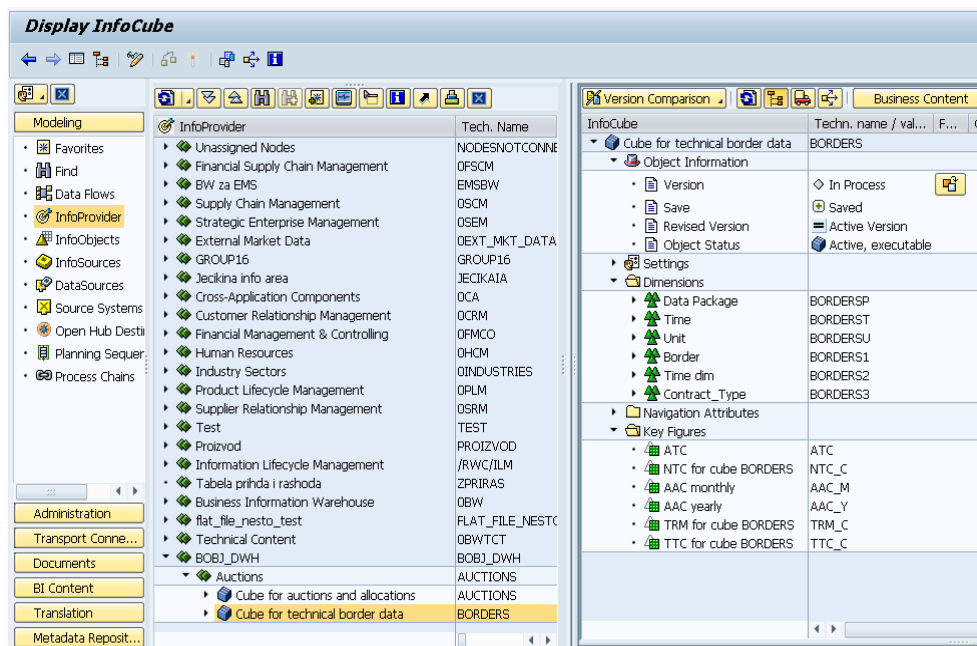 Display InfoCube
Modeling
Favorites
Find
Data Flows
InfoProvider
InfoObjects
InfoSources
DataSources
Source Systems
Open Hub Desti
Planning Sequer
Process Chains
Administration
Transport Conne...
Documents
BI Content
Translation
Metadata Reposit...
InfoProvider Tech. Name
Unassigned Nodes NODESNOTCONNE
Financial Supply Chain Management 0FSCM
BW za EMS EMSBW
Supply Chain Management 0SCM
Strategic Enterprise Management 0SEM
External Market Data 0EXT_MKT_DATA
GROUP16 GROUP16
Jecikina info area JECIKAIA
Cross-Application Components 0CA
Customer Relationship Management 0CRM
Financial Management & Controlling 0FMCO
Human Resources 0HCM
Industry Sectors 0INDUSTRIES
Product Lifecycle Management 0PLM
Supplier Relationship Management 0SRM
Test TEST
Proizvod PROIZVOD
Information Lifecycle Management /RWC/ILM
Tabela prihda i rashoda ZPRIRAS
Business Information Warehouse 0BW
flat_file_nesto_test FLAT_FILE_NEST
Technical Content 0BWTCT
BOBJ_DWH BOBJ_DWH
Auctions AUCTIONS
Cube for auctions and allocations AUCTIONS
Cube for technical border data BORDERS
Version Comparison Business Content
InfoCube Techn. name / val... F...
Cube for technical border data BORDERS
Object Information
Version In Process
Save Saved
Revised Version Active Version
Object Status Active, executable
Settings
Dimensions
Data Package BORDERSP
Time BORDERST
Unit BORDERSU
Border BORDERS1
Time dim BORDERS2
Contract_Type BORDERS3
Navigation Attributes
Key Figures
ATC ATC
NTC for cube BORDERS NTC_C
AAC monthly AAC_M
AAC yearly AAC_Y
TRM for cube BORDERS TRM_C
TTC for cube BORDERS TTC_C